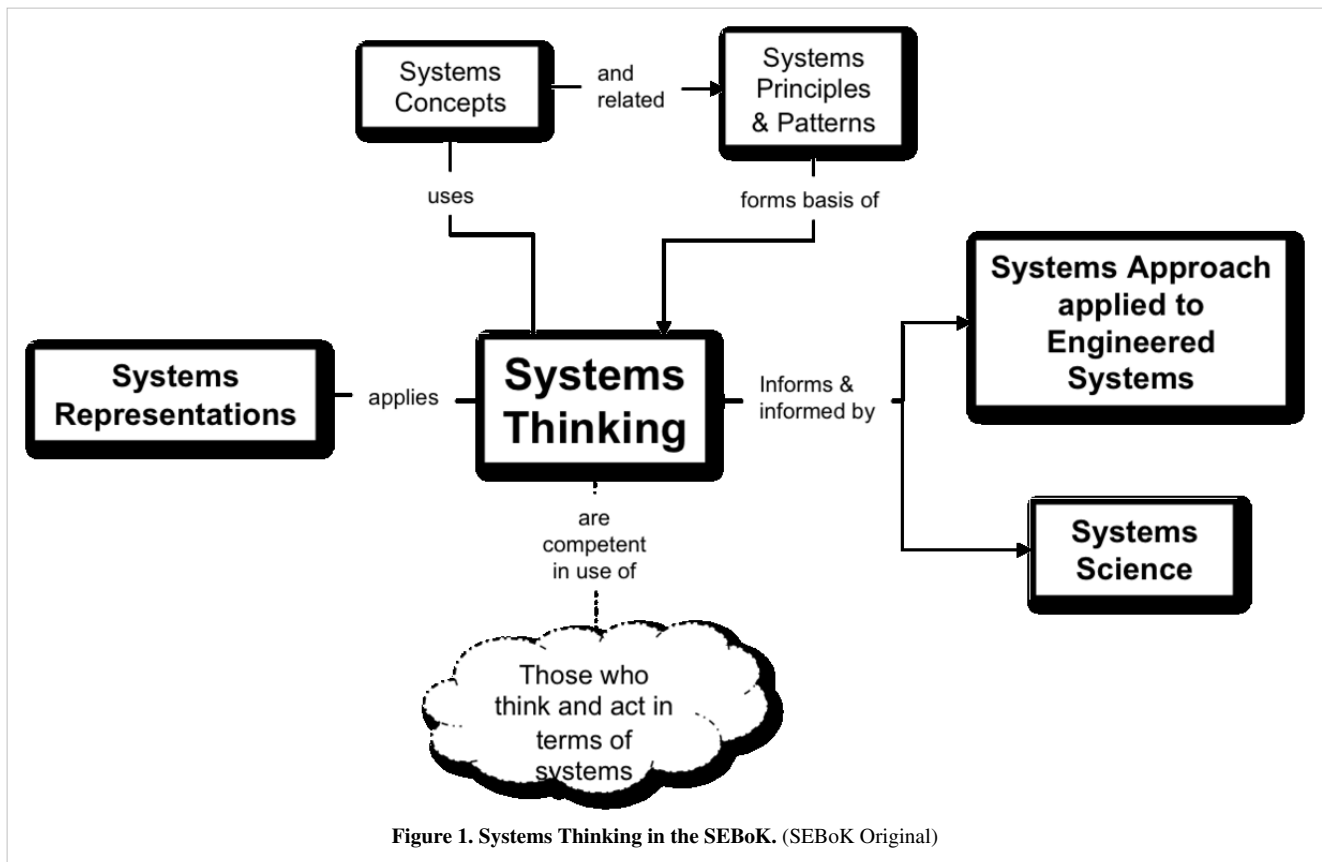 Systems
Concepts
and
related
Systems
Principles
& Patterns
uses
forms basis of
Systems Approach
applied to
Engineered
Systems
Systems
Representations
applies
Systems
Thinking
Informs &
informed by
Systems
Science
are
competent
in use of
Those who
think and act in
terms of
systems
Figure 1. Systems Thinking in the SEBoK. (SEBoK Original)